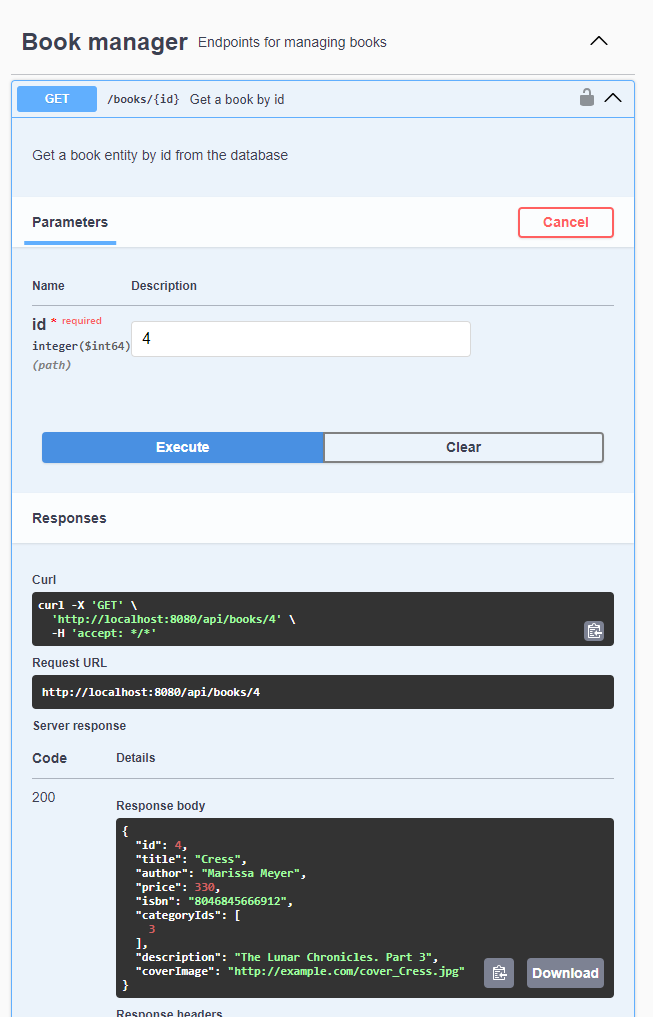 Book manager Endpoints for managing books
GET /books/{id} Get a book by id
Get a book entity by id from the database
Parameters Cancel
Name Description
id * required
integer($int64) 4
(path)
Execute Clear
Responses
Curl
curl -X 'GET' \
  'http://localhost:8080/api/books/4' \
  -H 'accept: */*'
Request URL
http://localhost:8080/api/books/4
Server response
Code Details
200
Response body
{
  "id": 4,
  "title": "Cress",
  "author": "Marissa Meyer",
  "price": 330,
  "isbn": "8046845666912",
  "categoryIds": [
    3
  ],
  "description": "The Lunar Chronicles. Part 3",
  "coverImage": "http://example.com/cover_Cress.jpg"
}
Download
Response headers